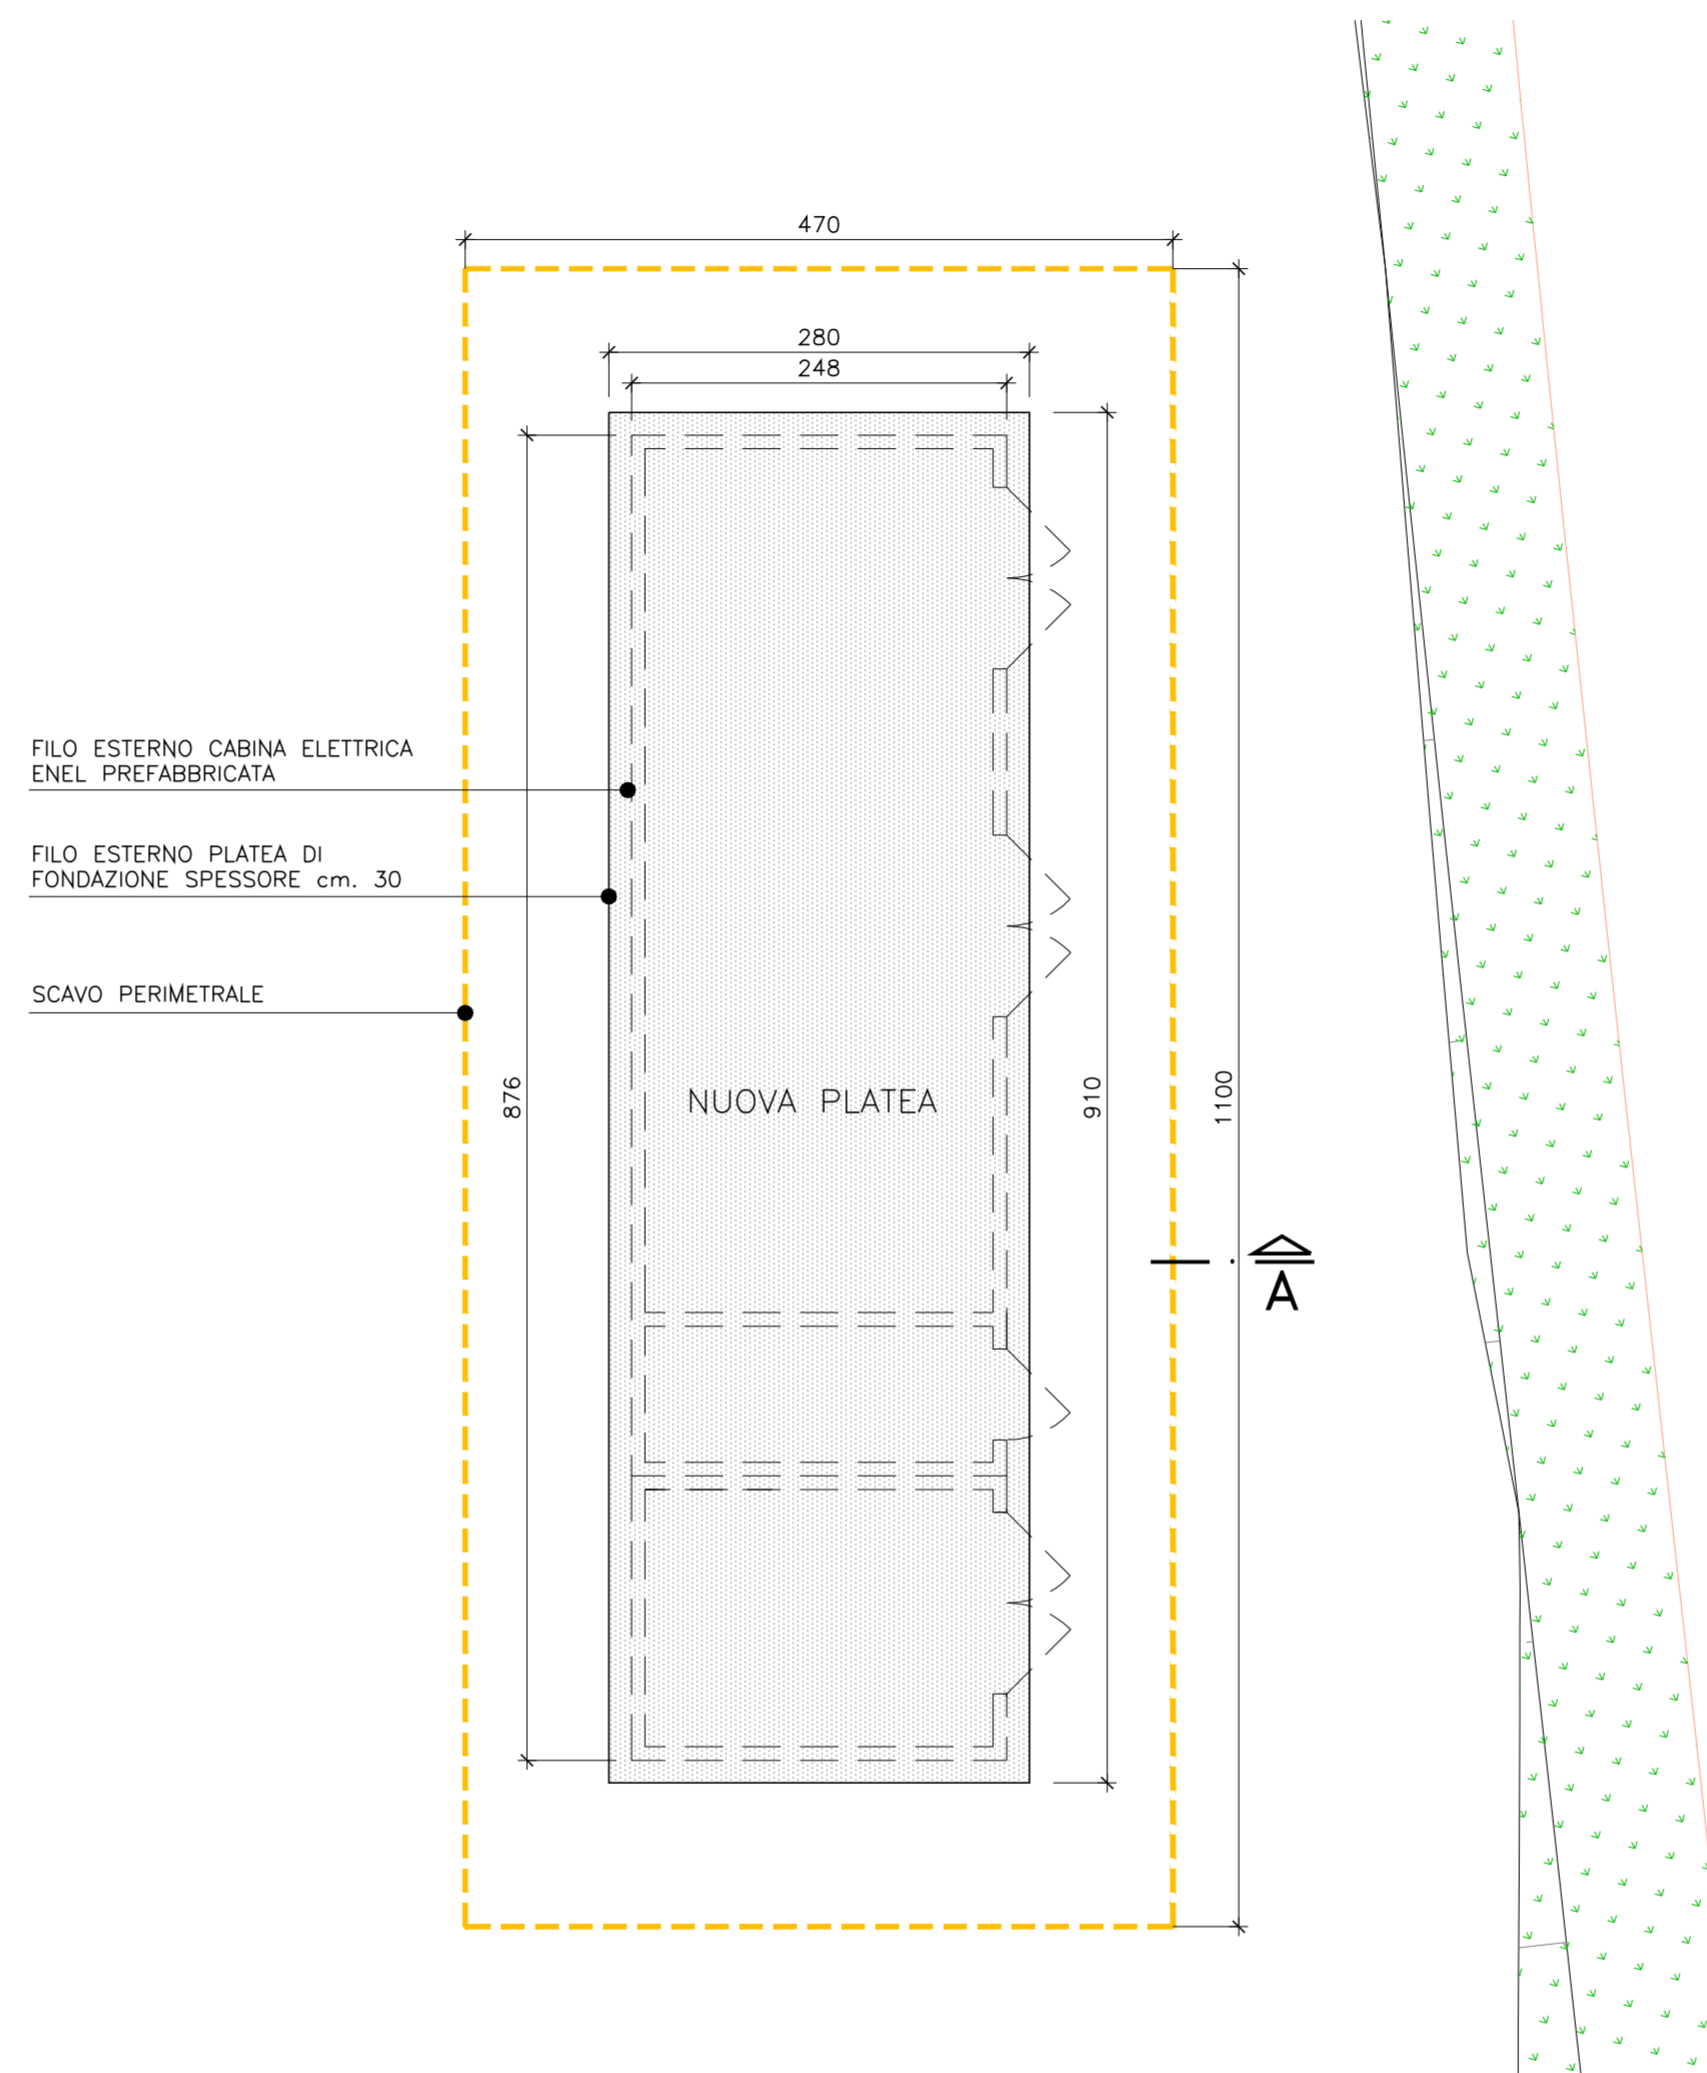 470
280
248
FILO ESTERNO CABINA ELETTRICA
ENEL PREFABBRICATA
FILO ESTERNO PLATEA DI
FONDAZIONE SPESSORE cm. 30
SCAVO PERIMETRALE
876
NUOVA PLATEA
910
1100
A